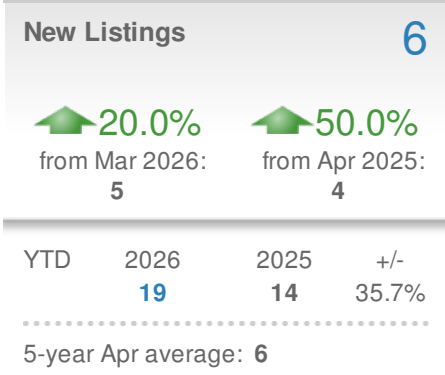 New Listings 6
20.0% 50.0%
from Mar 2026: from Apr 2025:
5 4
YTD 2026 2025 +/-
19 14 35.7%
5-year Apr average: 6